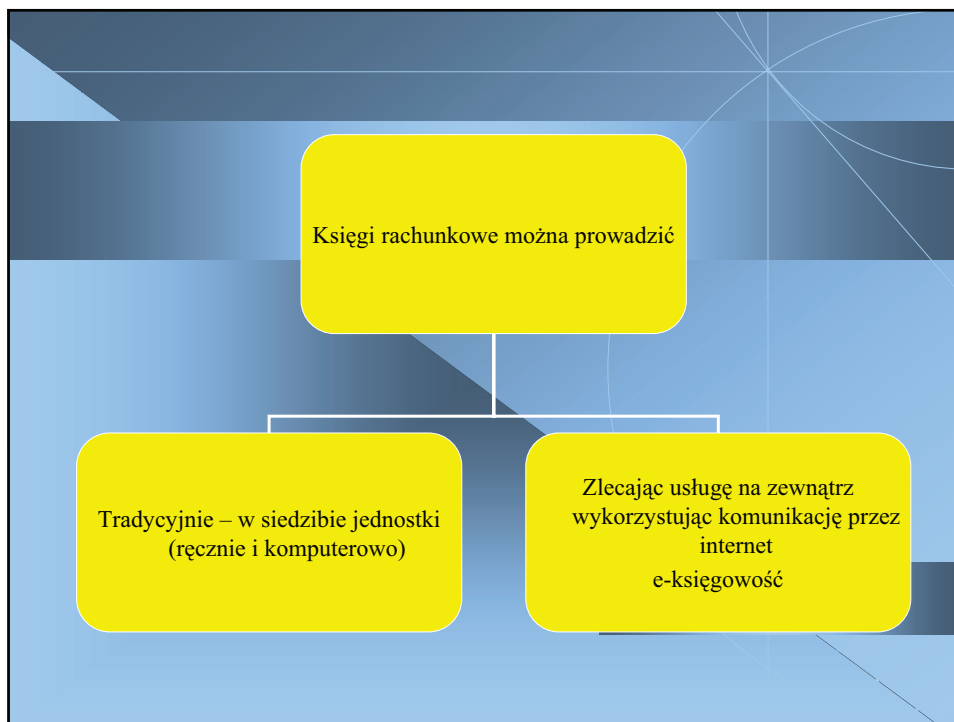 Księgi rachunkowe można prowadzić
Tradycyjnie – w siedzibie jednostki
(ręcznie i komputerowo)
Zlecając usługę na zewnątrz
wykorzystując komunikację przez
internet
e-księgowość